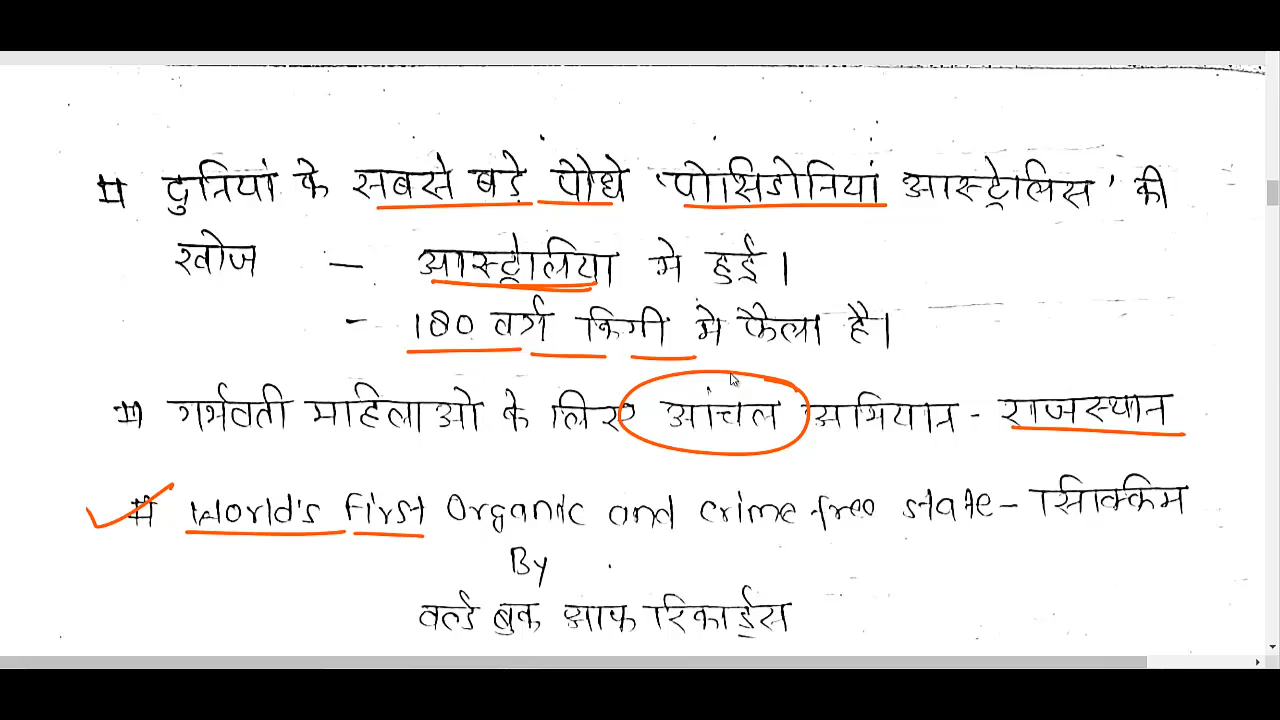 # दुनियां के सबसे बड़े पौधे 'पोसिडोनियां आस्ट्रेलिस' की
खोज - आस्ट्रेलिया मे हुई।
- 180 वर्ग किमी मे फैला है।
# गर्भवती महिलाओ के लिए आंचल अभियान - राजस्थान
# World's First Organic and crime free state - सिक्किम
By
वर्ल्ड बुक आफ रिकार्ड्स